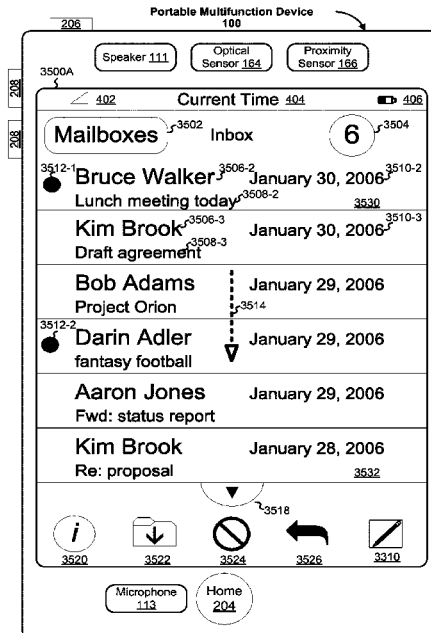 Portable Multifunction Device
100
206
Speaker 111
Optical
Sensor 164
Proximity
Sensor 166
208
3500A
402
Current Time 404
406
208
Mailboxes
3502
Inbox
6
3504
3512-1
Bruce Walker
3506-2
January 30, 2006
3510-2
Lunch meeting today
3508-2
3530
Kim Brook
3506-3
January 30, 2006
3510-3
Draft agreement
3508-3
Bob Adams
January 29, 2006
Project Orion
3514
3512-2
Darin Adler
January 29, 2006
fantasy football
Aaron Jones
January 29, 2006
Fwd: status report
Kim Brook
January 28, 2006
Re: proposal
3532
3518
i
3520
3522
3524
3526
3310
Microphone
113
Home
204